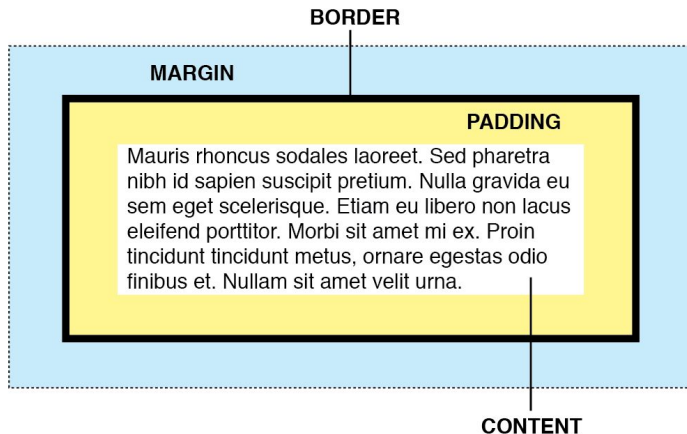 BORDER
MARGIN
PADDING
Mauris rhoncus sodales laoreet. Sed pharetra
nibh id sapien suscipit pretium. Nulla gravida eu
sem eget scelerisque. Etiam eu libero non lacus
eleifend porttitor. Morbi sit amet mi ex. Proin
tincidunt tincidunt metus, ornare egestas odio
finibus et. Nullam sit amet velit urna.
CONTENT